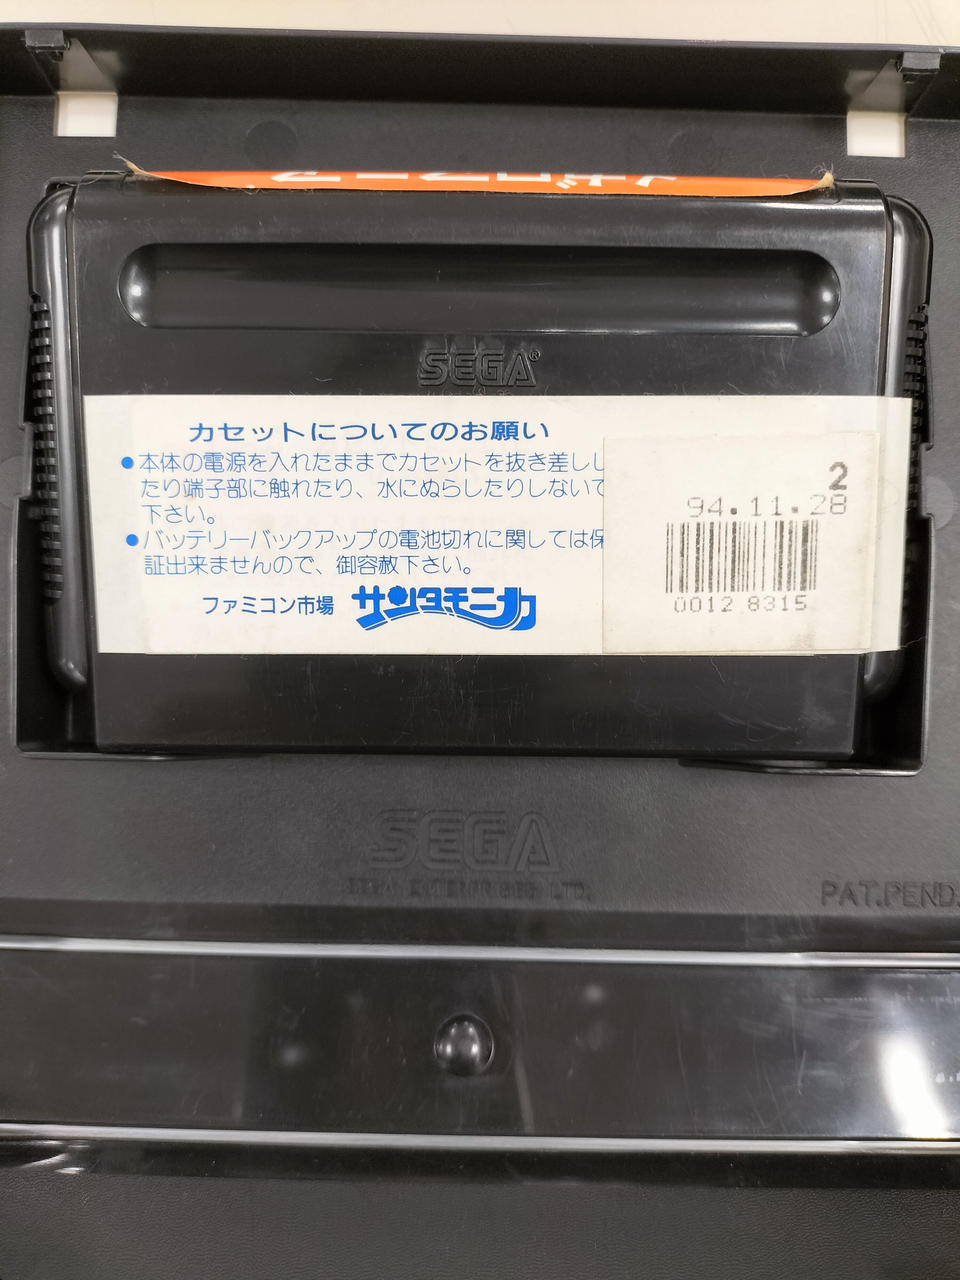 SEGA®
カセットについてのお願い
●本体の電源を入れたままでカセットを抜き差しし
たり端子部に触れたり、水にぬらしたりしないで
下さい。
●バッテリーバックアップの電池切れに関しては保
証出来ませんので、御容赦下さい。
ファミコン市場 サンタモニカ
2
94.11.28
0012 8315
SEGA
SEGA ENTERPRISES LTD.
PAT.PEND.